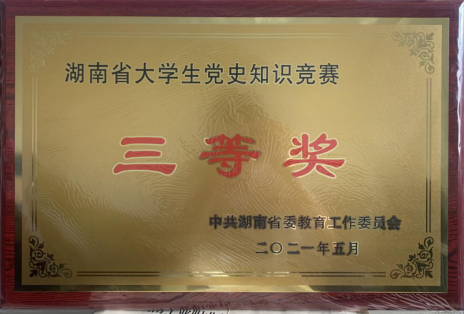 湖南省大学生党史知识竞赛
三等奖
中共湖南省委教育工作委员会
二〇二一年五月